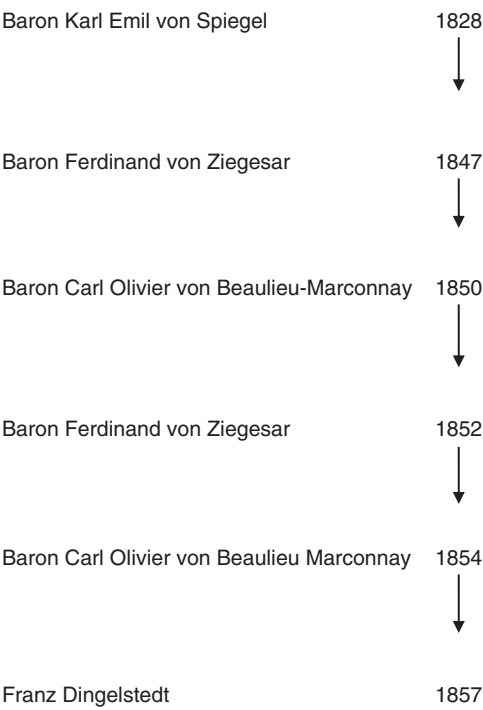 Baron Karl Emil von Spiegel 1828
Baron Ferdinand von Ziegesar 1847
Baron Carl Olivier von Beaulieu-Marconnay 1850
Baron Ferdinand von Ziegesar 1852
Baron Carl Olivier von Beaulieu Marconnay 1854
Franz Dingelstedt 1857